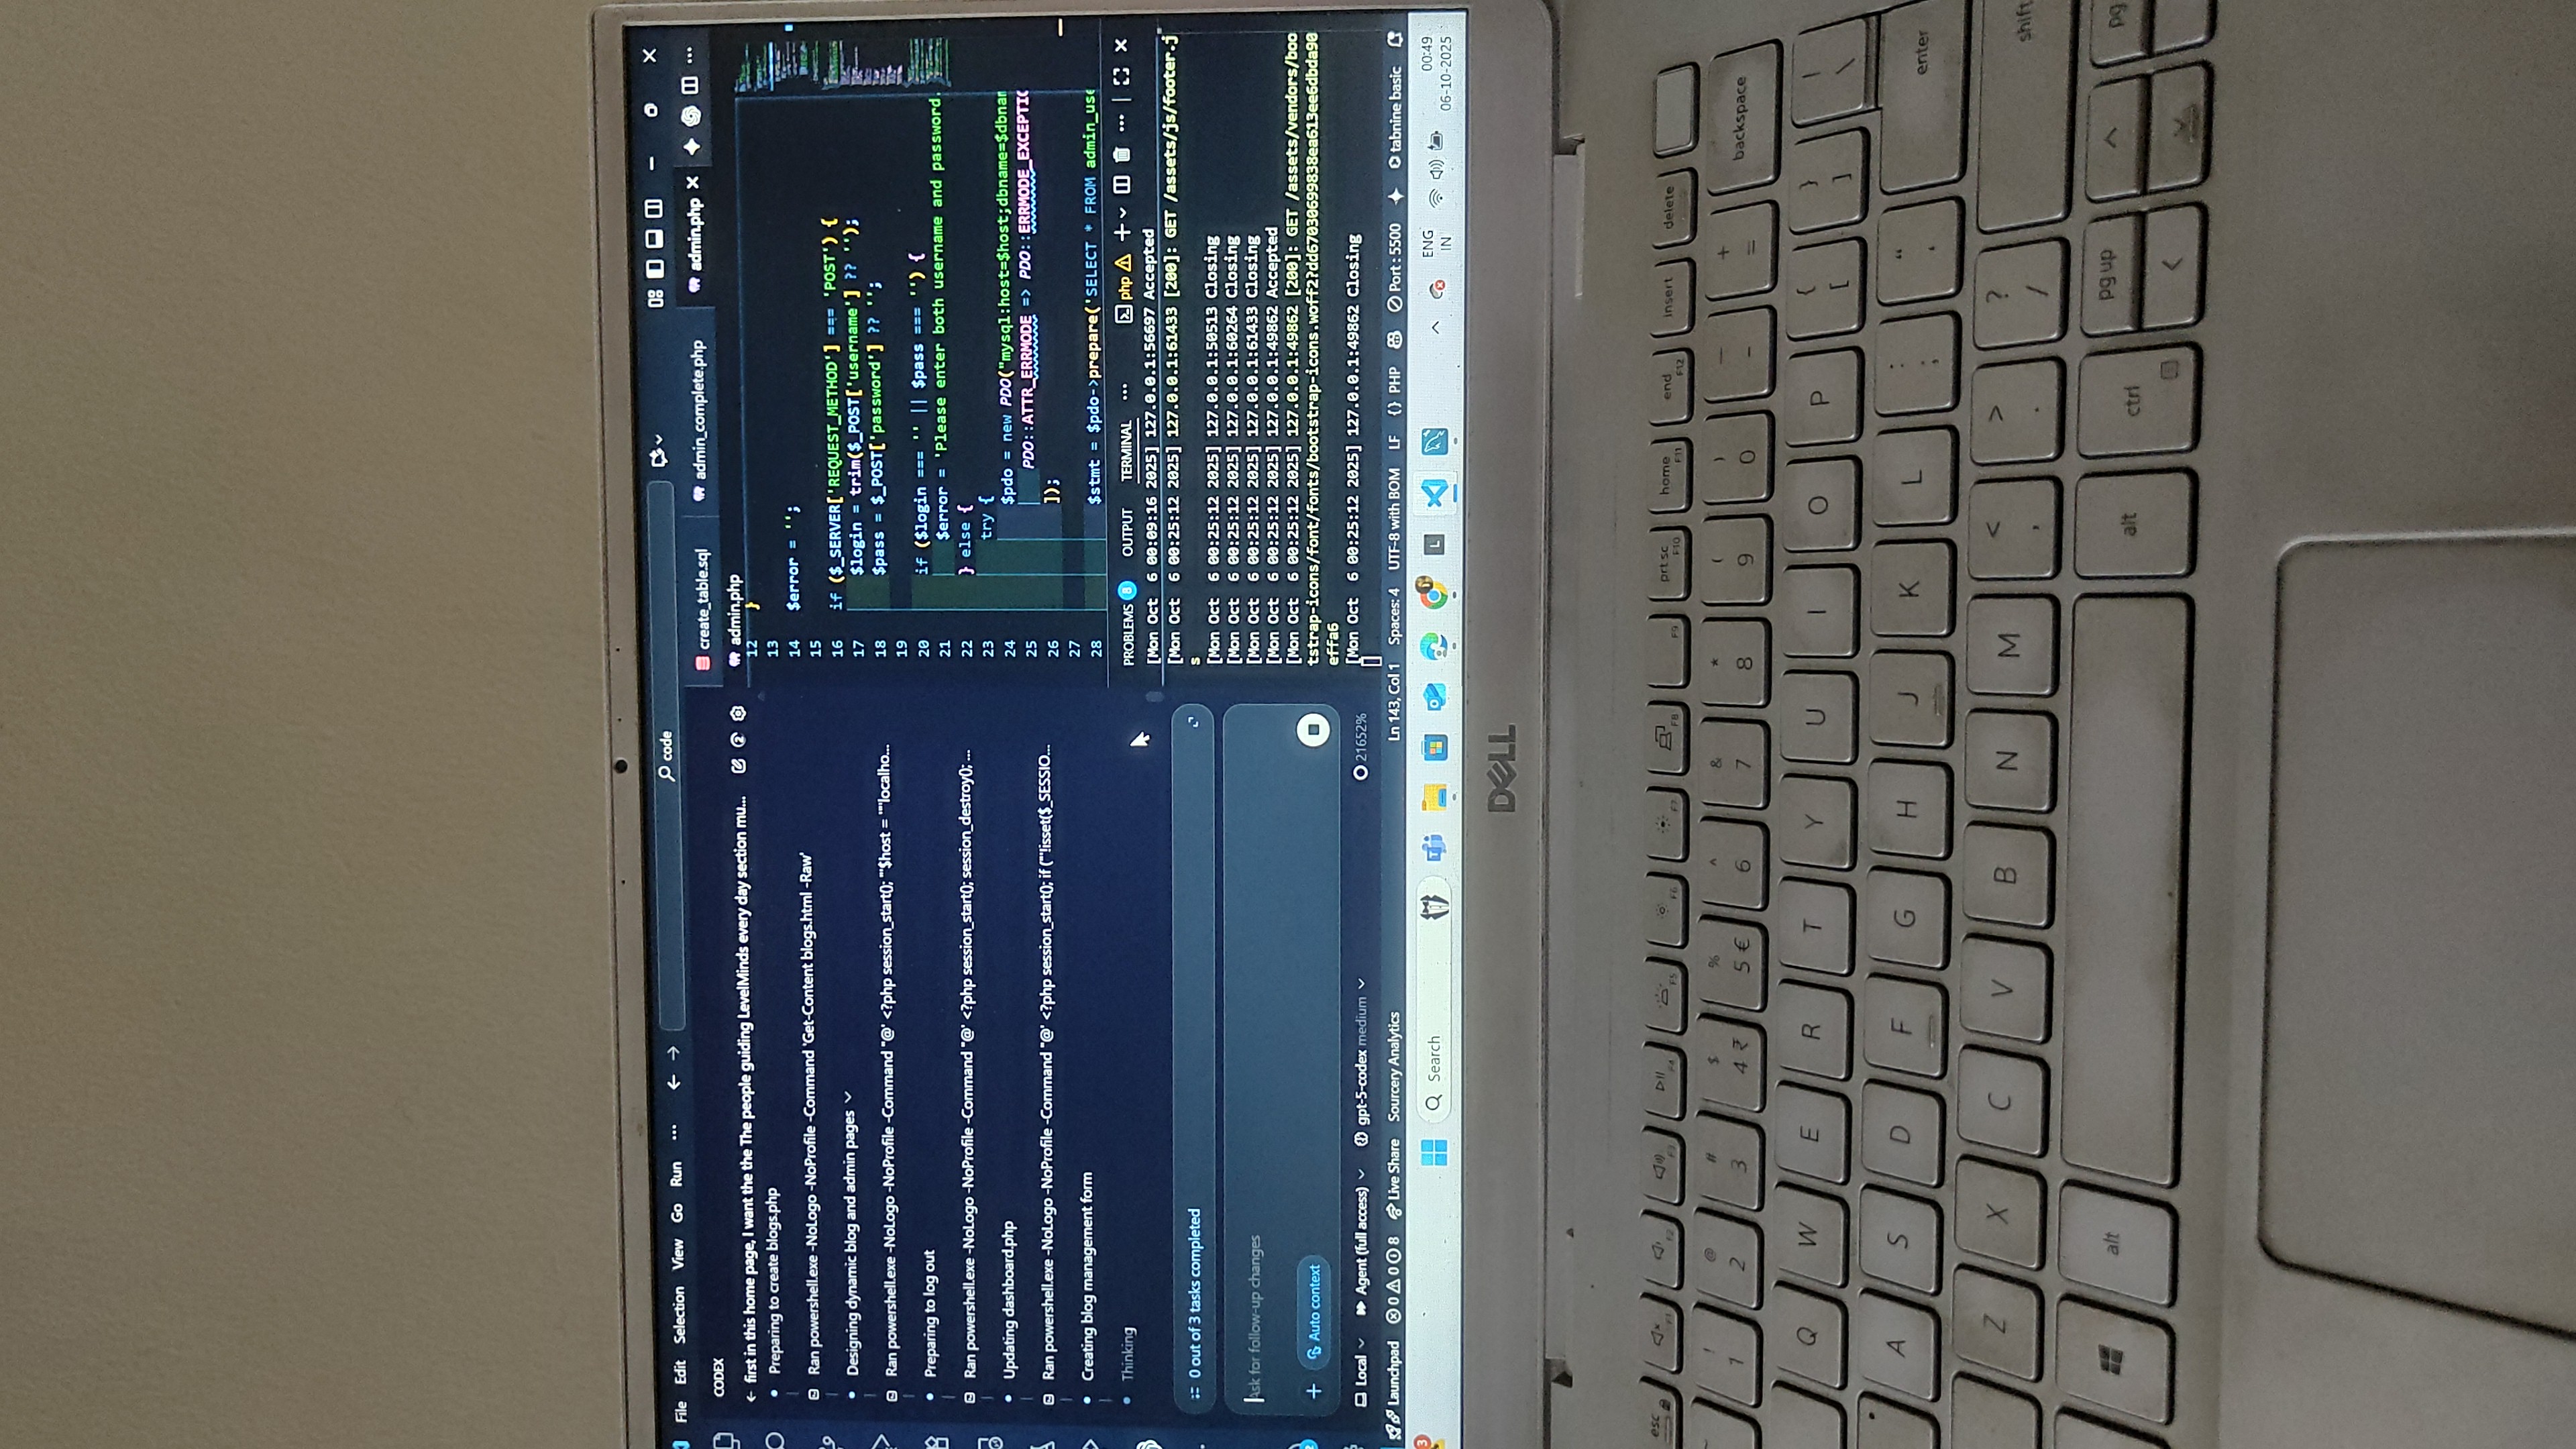 File Edit Selection View Go Run ··· ← → code
CODEX
← first in this home page, I want the the The people guiding LevelMinds every day section mu...
Preparing to create blogs.php
Ran powershell.exe -NoLogo -NoProfile -Command 'Get-Content blogs.html -Raw'
Designing dynamic blog and admin pages
Ran powershell.exe -NoLogo -NoProfile -Command "@' <?php session_start(); '"$host = '"'localho...
Preparing to log out
Ran powershell.exe -NoLogo -NoProfile -Command "@' <?php session_start(); session_destroy(); ...
Updating dashboard.php
Ran powershell.exe -NoLogo -NoProfile -Command "@' <?php session_start(); if ('"!isset($_SESSIO...
Creating blog management form
Thinking
0 out of 3 tasks completed
Ask for follow-up changes
+ Auto context
Local Agent (full access) gpt-5-codex medium 21652%
create_table.sql admin_complete.php admin.php ×
admin.php
12 }
13
14 $error = '';
15
16 if ($_SERVER['REQUEST_METHOD'] === 'POST') {
17 $login = trim($_POST['username'] ?? '');
18 $pass = $_POST['password'] ?? '';
19
20 if ($login === '' || $pass === '') {
21 $error = 'Please enter both username and password.
22 } else {
23 try {
24 $pdo = new PDO("mysql:host=$host;dbname=$dbnam
25 PDO::ATTR_ERRMODE => PDO::ERRMODE_EXCEPTIO
26 ]);
27
28 $stmt = $pdo->prepare('SELECT * FROM admin_use
PROBLEMS 8 OUTPUT TERMINAL ··· php
[Mon Oct  6 00:09:16 2025] 127.0.0.1:56697 Accepted
[Mon Oct  6 00:25:12 2025] 127.0.0.1:61433 [200]: GET /assets/js/footer.j
s
[Mon Oct  6 00:25:12 2025] 127.0.0.1:50513 Closing
[Mon Oct  6 00:25:12 2025] 127.0.0.1:60264 Closing
[Mon Oct  6 00:25:12 2025] 127.0.0.1:61433 Closing
[Mon Oct  6 00:25:12 2025] 127.0.0.1:49862 Accepted
[Mon Oct  6 00:25:12 2025] 127.0.0.1:49862 [200]: GET /assets/vendors/boo
tstrap-icons/font/fonts/bootstrap-icons.woff2?dd67030699838ea613ee6dbda90
effa6
[Mon Oct  6 00:25:12 2025] 127.0.0.1:49862 Closing
Launchpad 0 0 8 Live Share Sourcery Analytics Ln 143, Col 1 Spaces: 4 UTF-8 with BOM LF {} PHP Port : 5500 tabnine basic
3 Search L ENG 00:49
IN 06-10-2025
DELL
esc F1 F2 F3 F4 F5 F6 F7 F8 F9 prt sc F10 home F11 end F12 insert delete
! @ # $ % ^ & * ( ) — +
1 2 3 4 ₹ 5 € 6 7 8 9 0 - = backspace
Q W E R T Y U I O P { [ } ] | \
A S D F G H J K L : ; “ ‘ enter
Z X C V B N M < , > . ? / shift
alt alt ctrl pg up pg